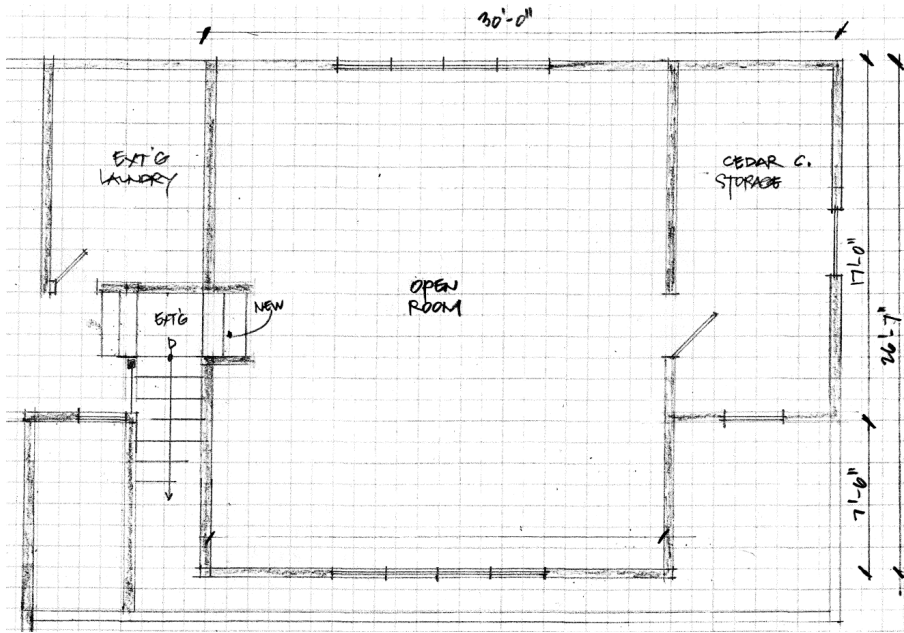 30'-0"
EXT'G
LAUNDRY
CEDAR C.
STORAGE
17'-0"
OPEN
ROOM
EXT'G
NEW
D
26'-7"
7'-6"